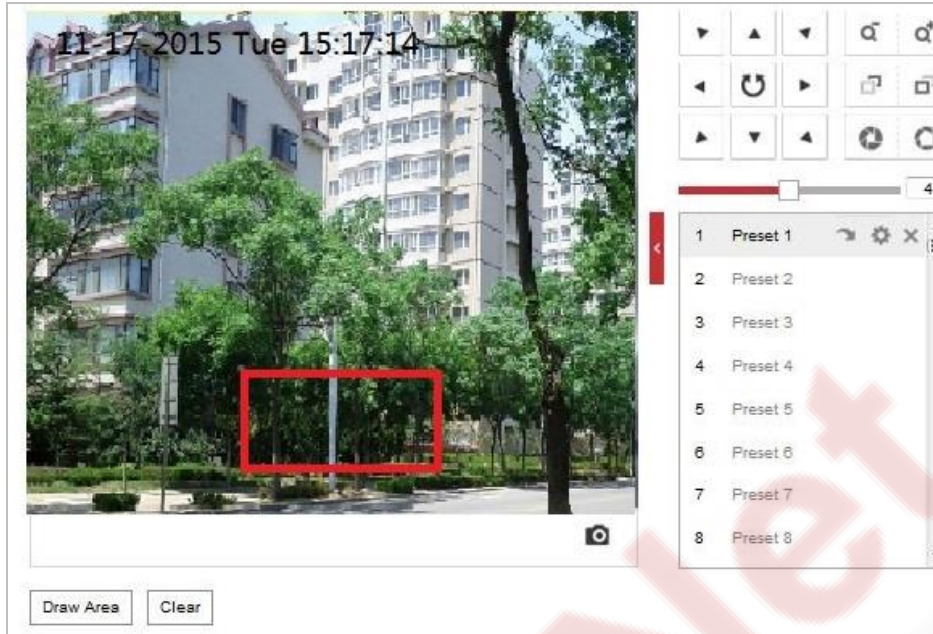 11-17-2015 Tue 15:17:14
4
1 Preset 1
2 Preset 2
3 Preset 3
4 Preset 4
5 Preset 5
6 Preset 6
7 Preset 7
8 Preset 8
Draw Area Clear